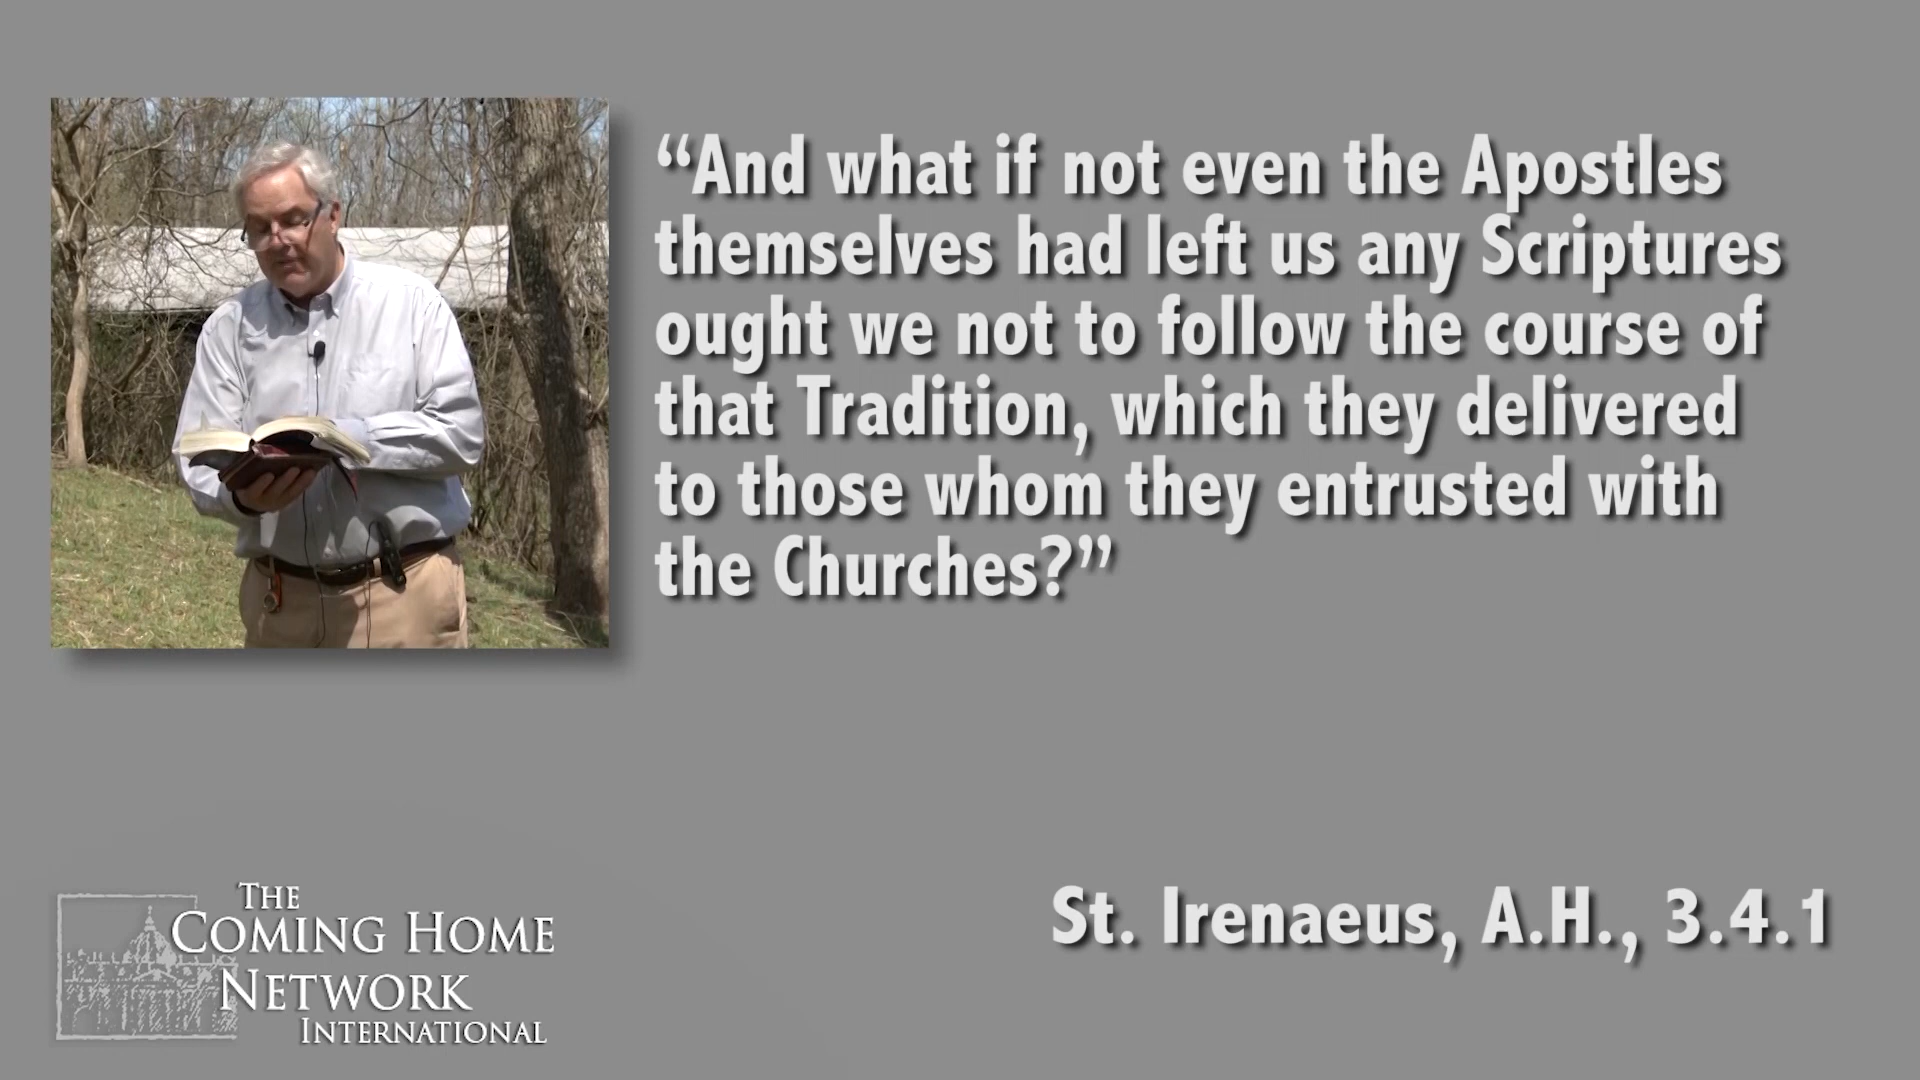 “And what if not even the Apostles
themselves had left us any Scriptures
ought we not to follow the course of
that Tradition, which they delivered
to those whom they entrusted with
the Churches?”
St. Irenaeus, A.H., 3.4.1
The
Coming Home
Network
International